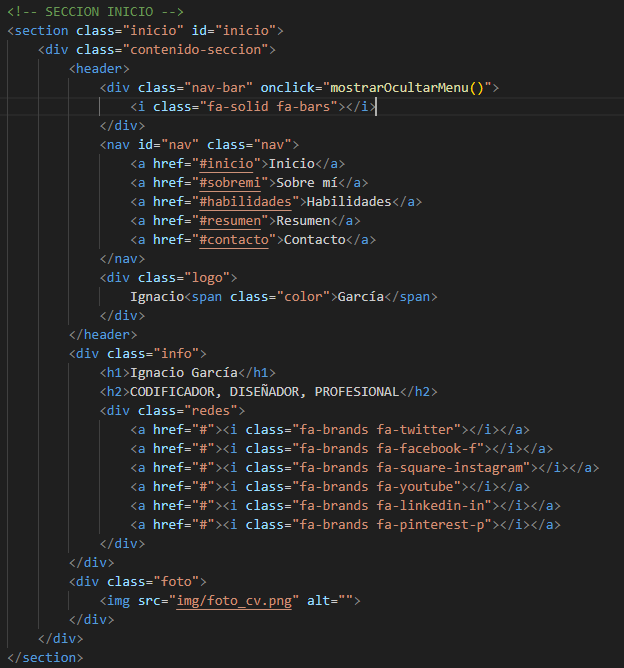 <!-- SECCION INICIO -->
<section class="inicio" id="inicio">
    <div class="contenido-seccion">
        <header>
            <div class="nav-bar" onclick="mostrarOcultarMenu()">
                <i class="fa-solid fa-bars"></i>
            </div>
            <nav id="nav" class="nav">
                <a href="#inicio">Inicio</a>
                <a href="#sobremi">Sobre mí</a>
                <a href="#habilidades">Habilidades</a>
                <a href="#resumen">Resumen</a>
                <a href="#contacto">Contacto</a>
            </nav>
            <div class="logo">
                Ignacio<span class="color">García</span>
            </div>
        </header>
        <div class="info">
            <h1>Ignacio García</h1>
            <h2>CODIFICADOR, DISEÑADOR, PROFESIONAL</h2>
            <div class="redes">
                <a href="#"><i class="fa-brands fa-twitter"></i></a>
                <a href="#"><i class="fa-brands fa-facebook-f"></i></a>
                <a href="#"><i class="fa-brands fa-square-instagram"></i></a>
                <a href="#"><i class="fa-brands fa-youtube"></i></a>
                <a href="#"><i class="fa-brands fa-linkedin-in"></i></a>
                <a href="#"><i class="fa-brands fa-pinterest-p"></i></a>
            </div>
        </div>
        <div class="foto">
            <img src="img/foto_cv.png" alt="">
        </div>
    </div>
</section>